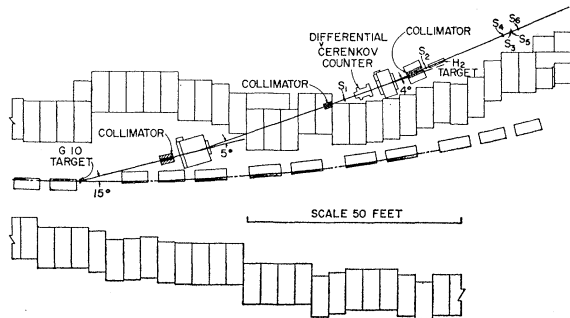 DIFFERENTIAL
ČERENKOV
COUNTER
COLLIMATOR
S4
S6
S3
S5
S2
H2
TARGET
4°
COLLIMATOR
S1
COLLIMATOR
G 10
TARGET
5°
15°
SCALE 50 FEET